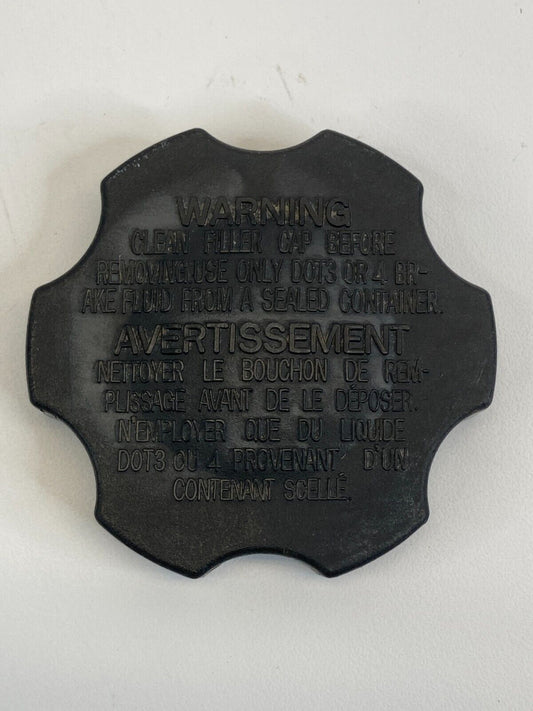 WARNING
CLEAN FILLER CAP BEFORE
REMOVING.USE ONLY DOT3 OR 4 BR-
AKE FLUID FROM A SEALED CONTAINER.
AVERTISSEMENT
NETTOYER LE BOUCHON DE REM-
PLISSAGE AVANT DE LE DÉPOSER.
N'EMPLOYER QUE DU LIQUIDE
DOT3 OU 4 PROVENANT D'UN
CONTENANT SCELLÉ.